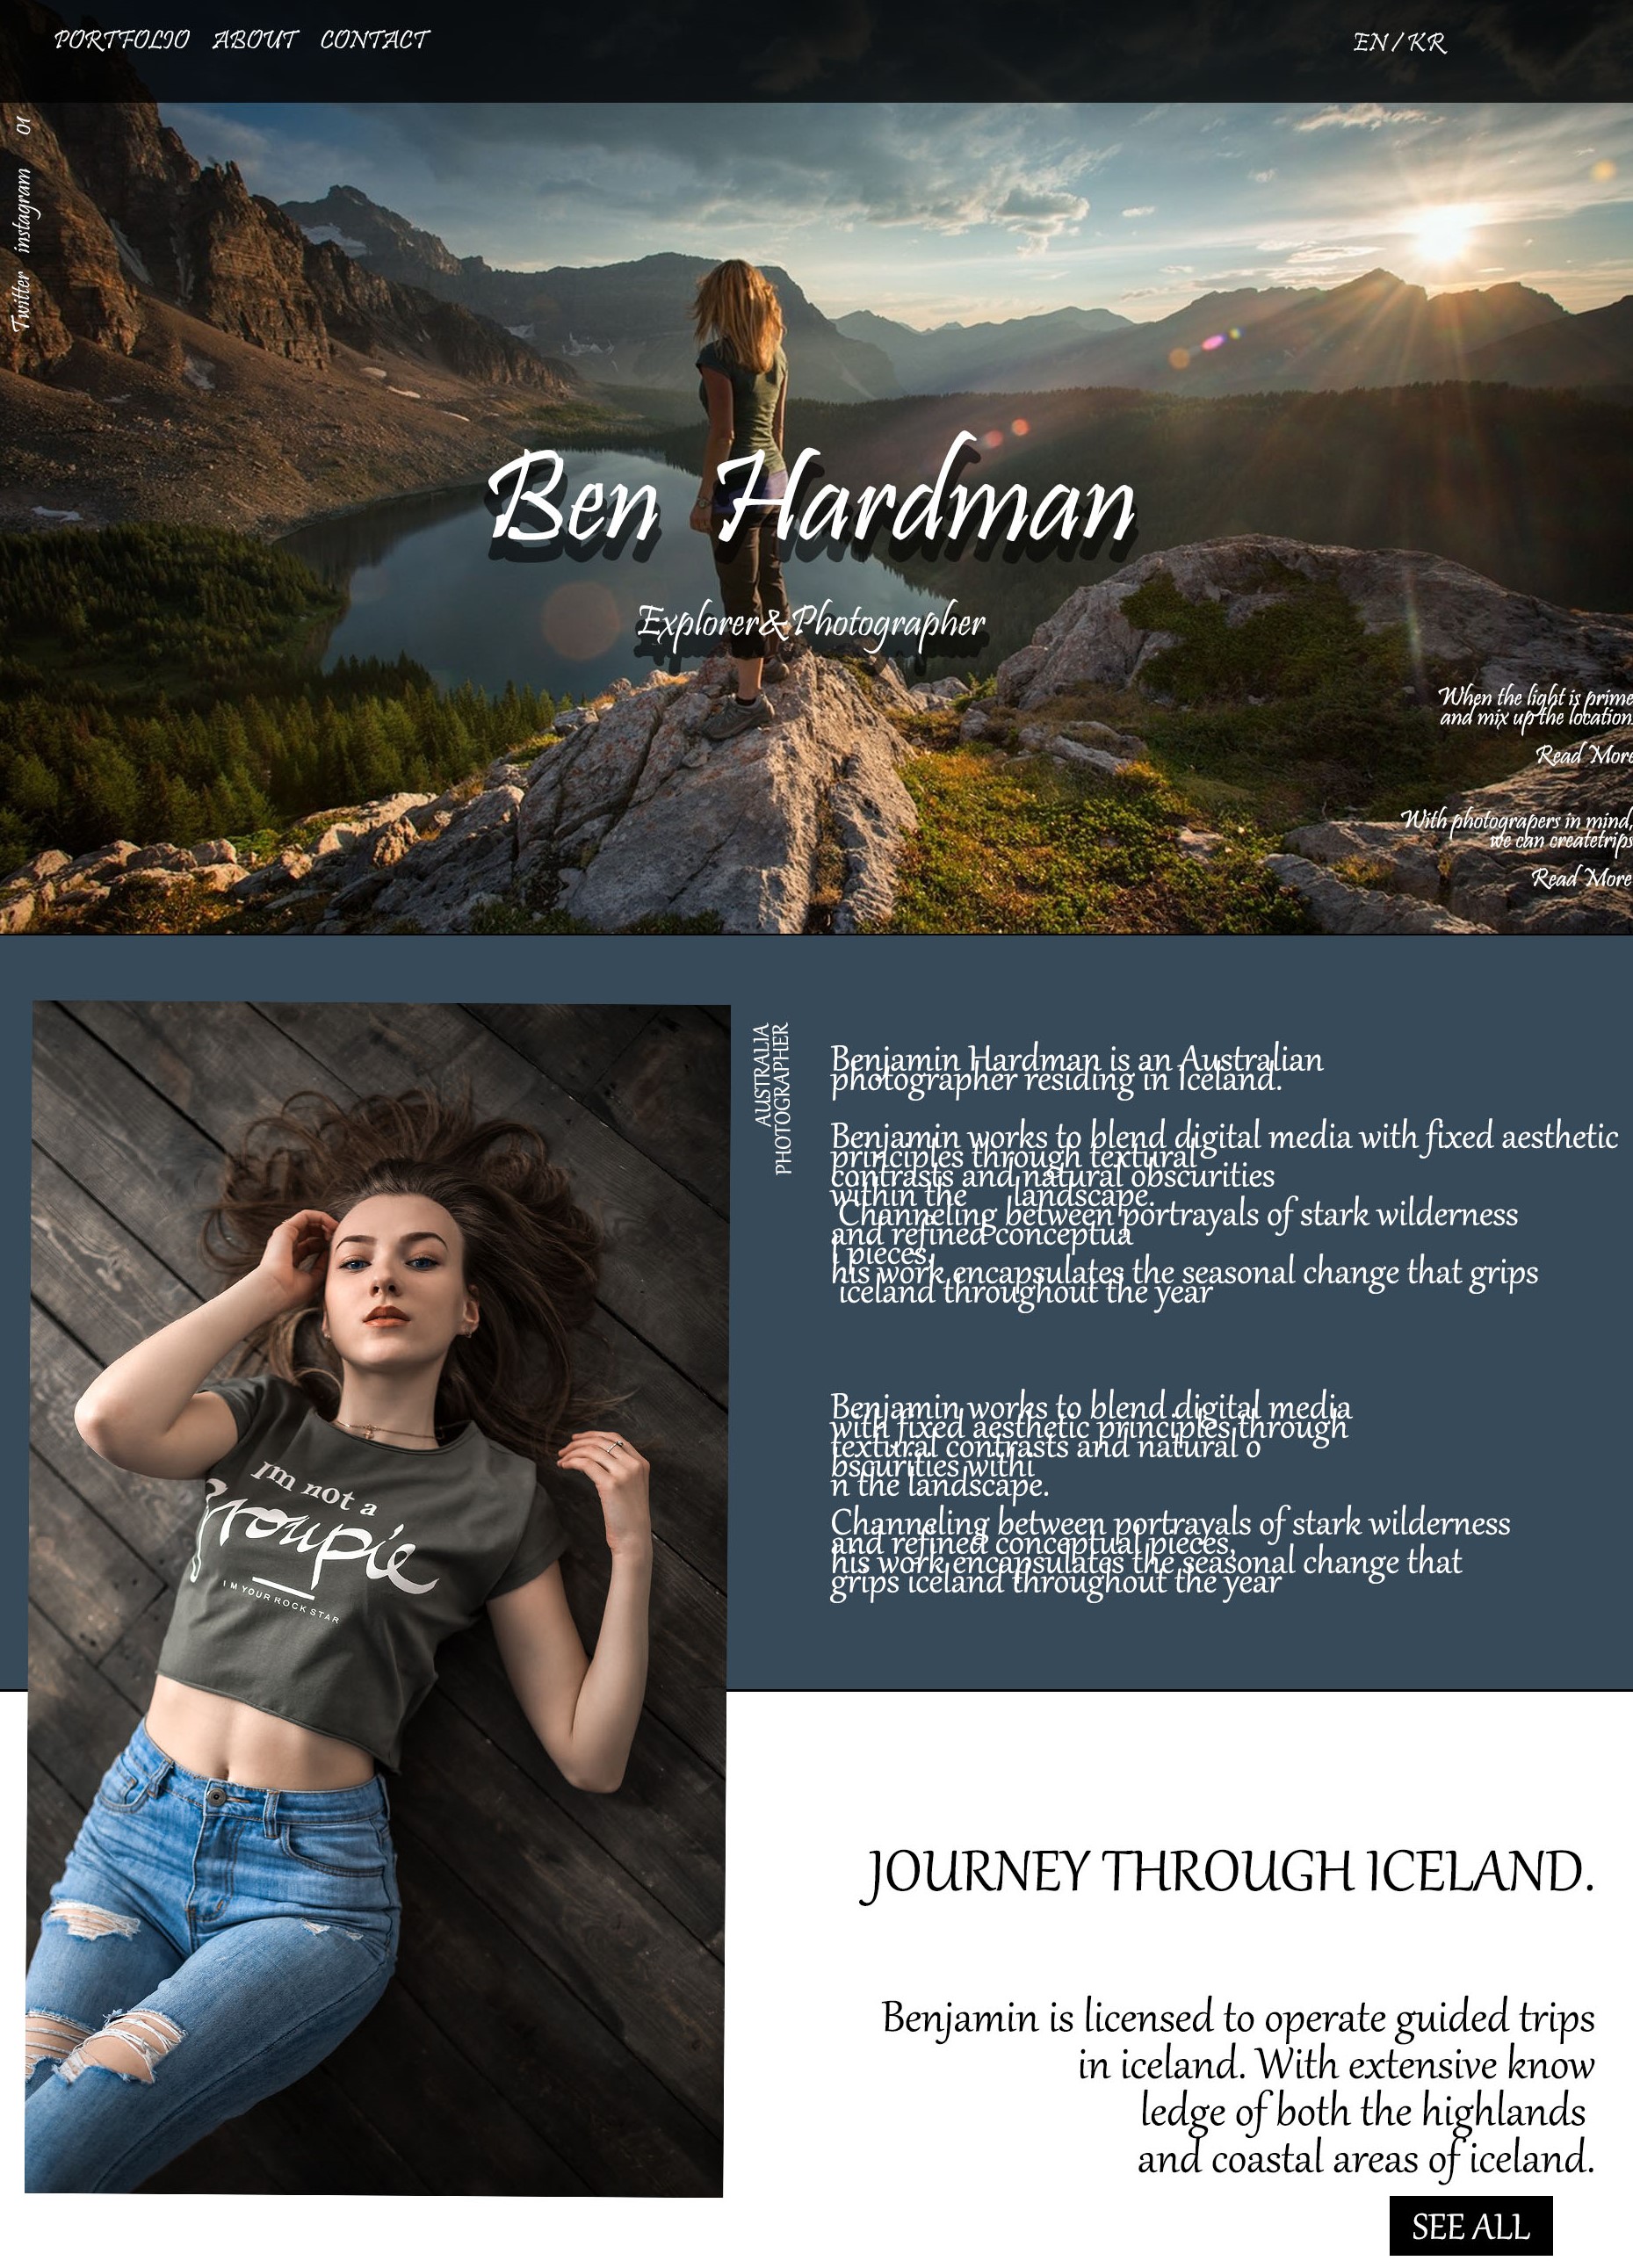 PORTFOLIO ABOUT CONTACT
EN / KR
Twitter instagram 01
Ben Hardman
Explorer&Photographer
When the light is prime
and mix up the location.
Read More
With photograpers in mind,
we can createtrips
Read More
AUSTRALIA
PHOTOGRAPHER
Benjamin Hardman is an Australian
photographer residing in Iceland.
Benjamin works to blend digital media with fixed aesthetic
principles through textural
contrasts and natural obscurities
within the landscape.
Channeling between portrayals of stark wilderness
and refined conceptua
l pieces,
his work encapsulates the seasonal change that grips
iceland throughout the year
Benjamin works to blend digital media
with fixed aesthetic principles through
textural contrasts and natural o
bscurities withi
n the landscape.
Channeling between portrayals of stark wilderness
and refined conceptual pieces,
his work encapsulates the seasonal change that
grips iceland throughout the year
I'm not a
Groupie
I M YOUR ROCK STAR
JOURNEY THROUGH ICELAND.
Benjamin is licensed to operate guided trips
in iceland. With extensive know
ledge of both the highlands
and coastal areas of iceland.
SEE ALL